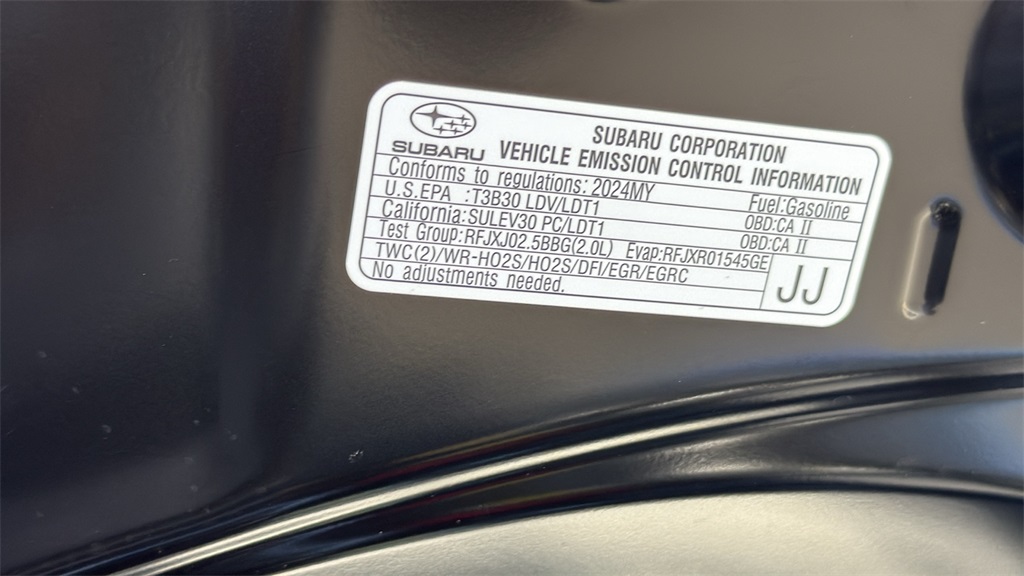 SUBARU
SUBARU CORPORATION
VEHICLE EMISSION CONTROL INFORMATION
Conforms to regulations: 2024MY Fuel:Gasoline
U.S.EPA :T3B30 LDV/LDT1 OBD:CA II
California:SULEV30 PC/LDT1 OBD:CA II
Test Group:RFJXJ02.5BBG(2.0L) Evap:RFJXR01545GE
TWC(2)/WR-HO2S/HO2S/DFI/EGR/EGRC
No adjustments needed.
JJ